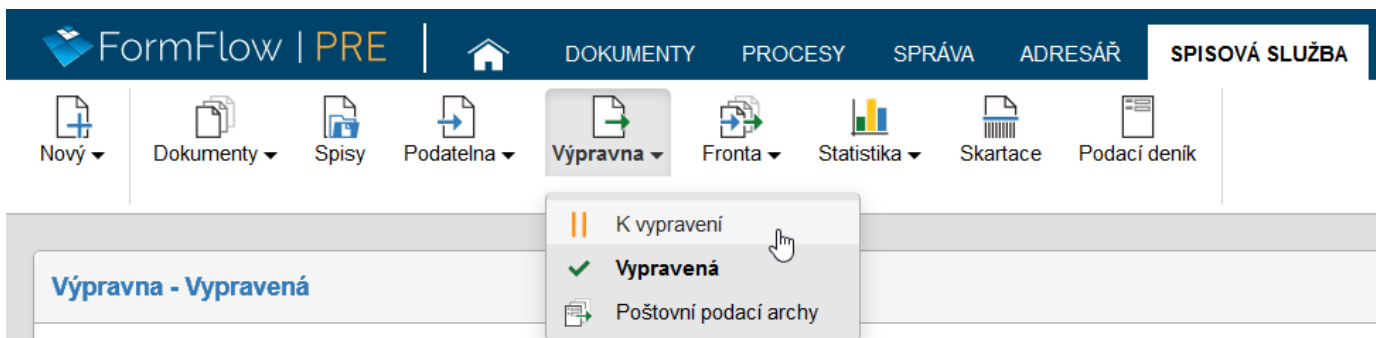 FormFlow | PRE DOKUMENTY PROCESY SPRÁVA ADRESÁŘ SPISOVÁ SLUŽBA
Nový Dokumenty Spisy Podatelna Výpravna Fronta Statistika Skartace Podací deník
K vypravení
Vypravená
Výpravna - Vypravená
Poštovní podací archy